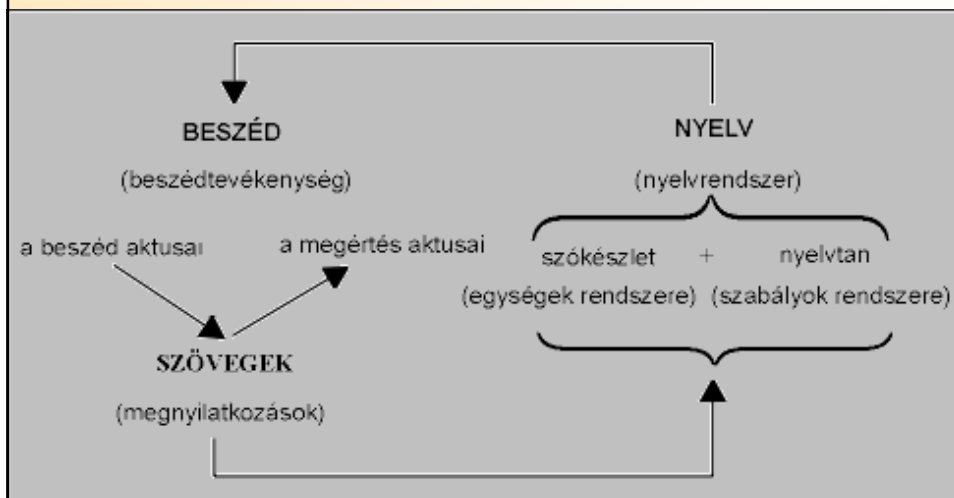 BESZÉD
(beszédtevékenység)
a beszéd aktusai
a megértés aktusai
SZÖVEGEK
(megnyilatkozások)
NYELV
(nyelvrendszer)
szókészlet + nyelvtan
(egységek rendszere) (szabályok rendszere)